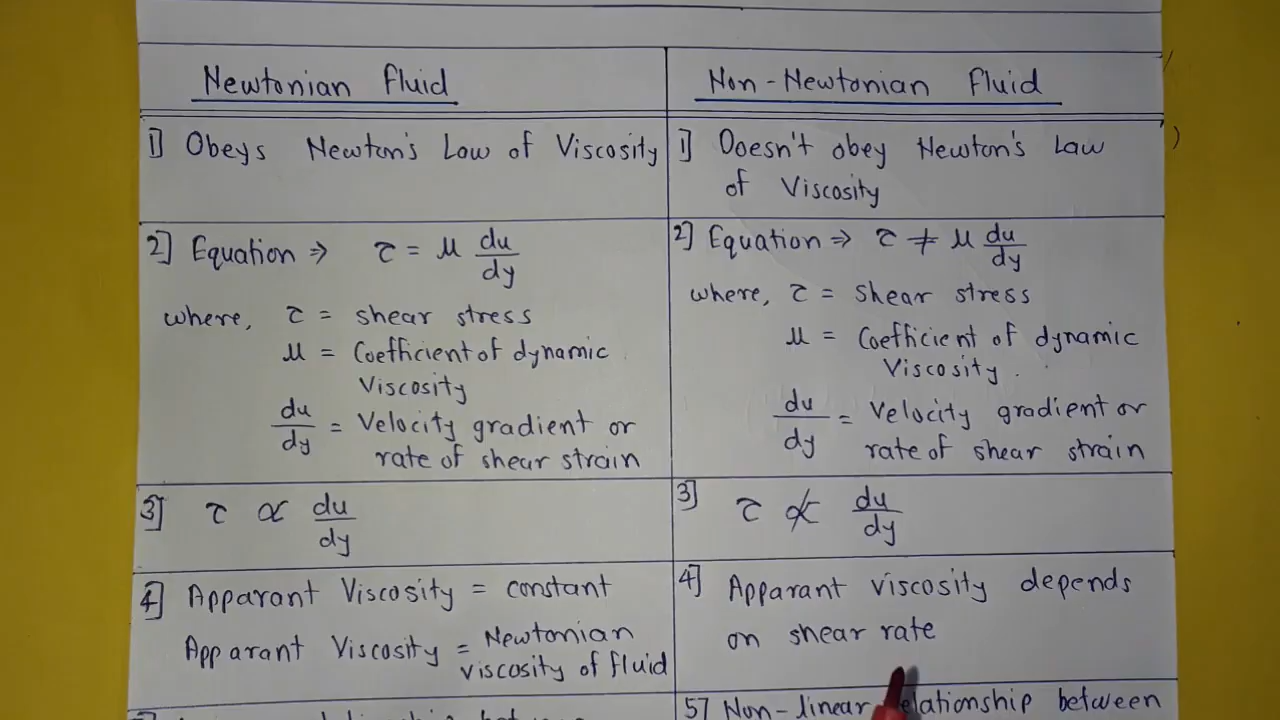 Newtonian Fluid
1] Obeys Newton's Law of Viscosity
2] Equation ⇒ τ = μ du/dy
where, τ = shear stress
μ = Coefficient of dynamic
Viscosity
du/dy = Velocity gradient or
rate of shear strain
3] τ ∝ du/dy
4] Apparant Viscosity = constant
Apparant Viscosity = Newtonian
viscosity of fluid
Non-Newtonian Fluid
1] Doesn't obey Newton's Law
of Viscosity
2] Equation ⇒ τ ≠ μ du/dy
where, τ = shear stress
μ = Coefficient of dynamic
Viscosity.
du/dy = Velocity gradient or
rate of shear strain
3] τ ∝̸ du/dy
4] Apparant viscosity depends
on shear rate
5] Non-linear relationship between